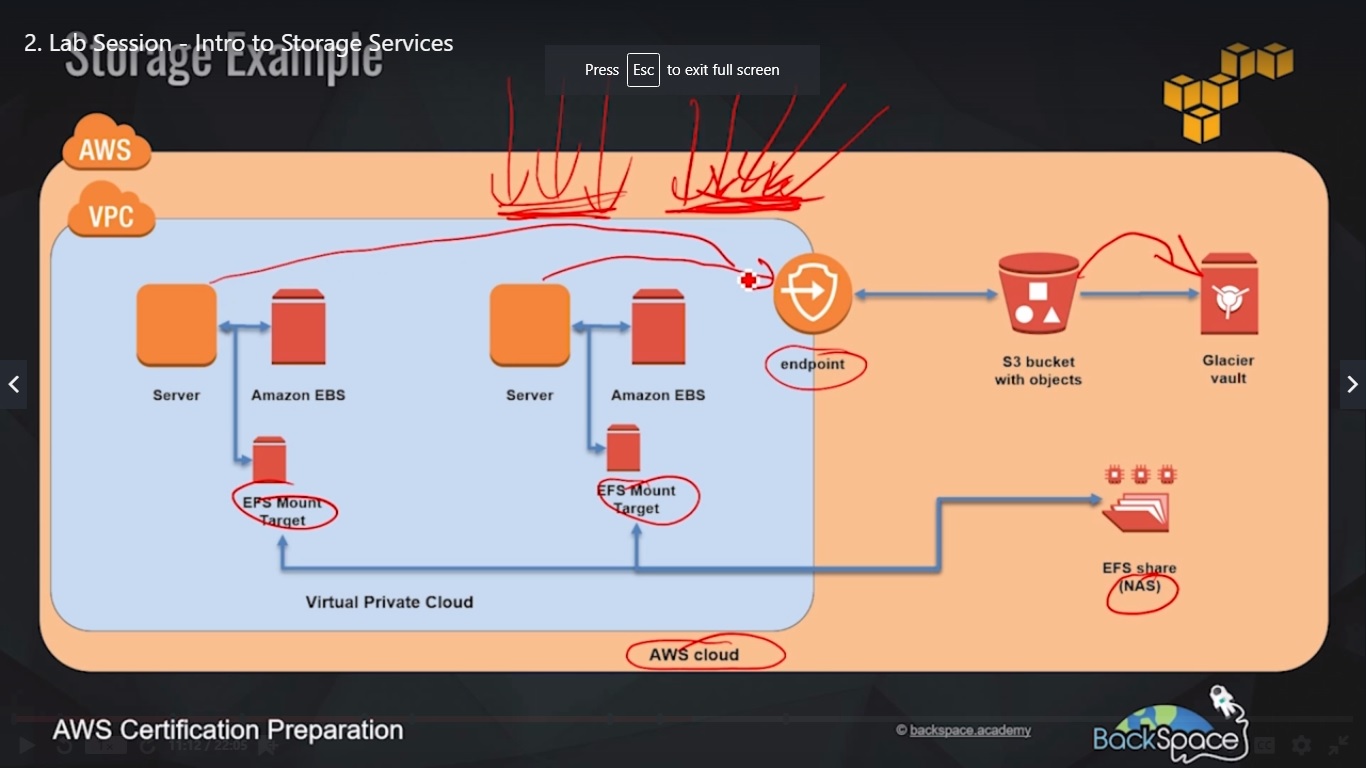 2. Lab Session - Intro to Storage Services
Storage Example
Press Esc to exit full screen
AWS
VPC
Server
Amazon EBS
Server
Amazon EBS
endpoint
S3 bucket
with objects
Glacier
vault
EFS Mount
Target
EFS Mount
Target
EFS share
(NAS)
Virtual Private Cloud
AWS cloud
AWS Certification Preparation
© backspace.academy
BackSpace
1x
11:12 / 22:05
CC